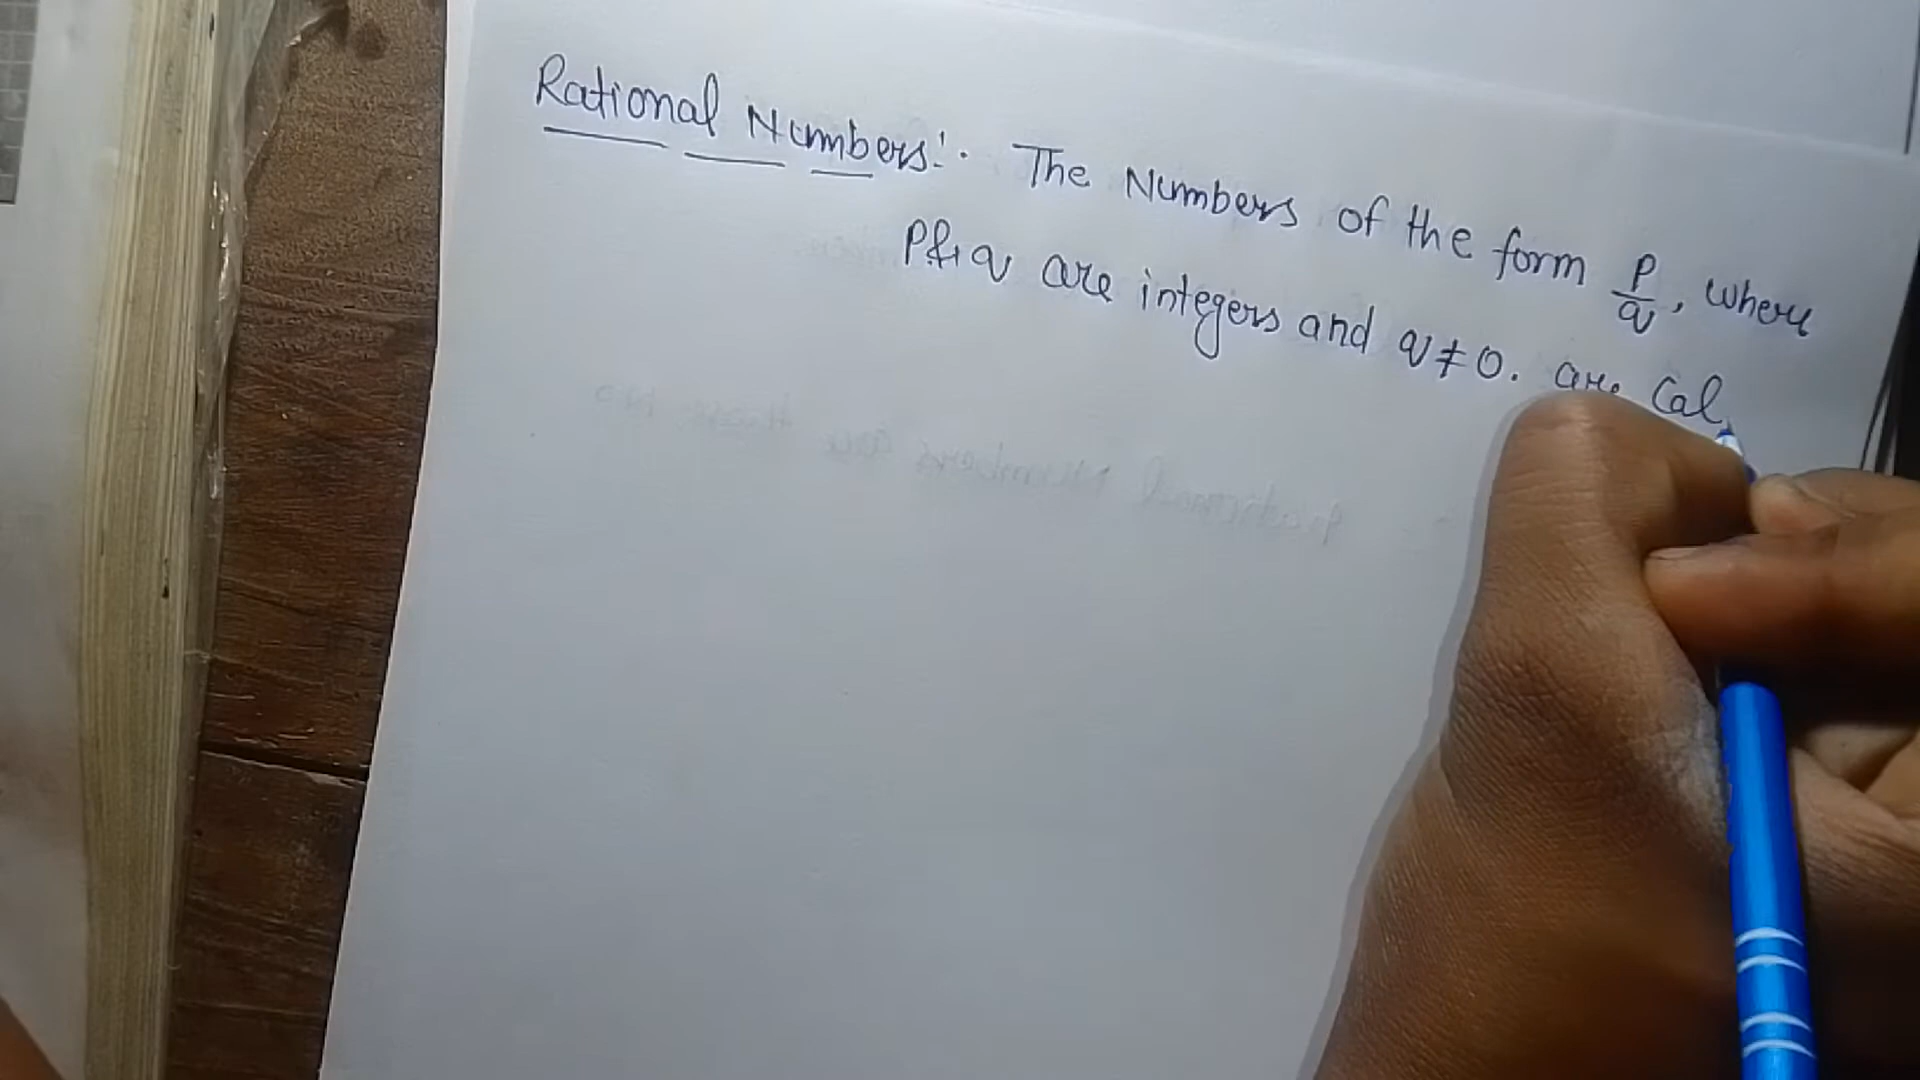 Rational Numbers:. The Numbers of the form p/q, where
P & q are integers and q ≠ 0. are Cal